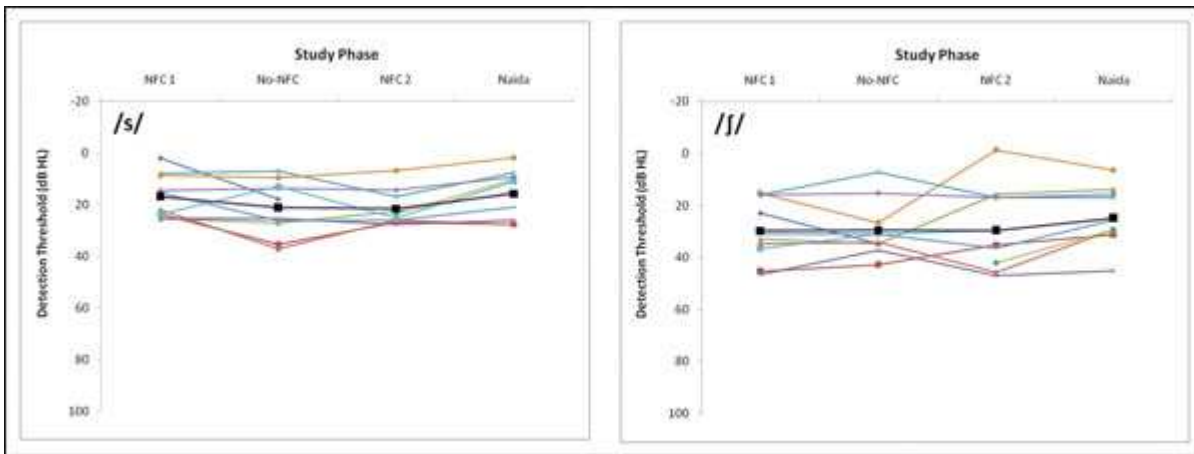 Study Phase
NFC 1 No-NFC NFC 2 Naida
-20
/s/
0
20
40
60
80
100
Detection Threshold (dB HL)
Study Phase
NFC 1 No-NFC NFC 2 Naida
-20
/ʃ/
0
20
40
60
80
100
Detection Threshold (dB HL)